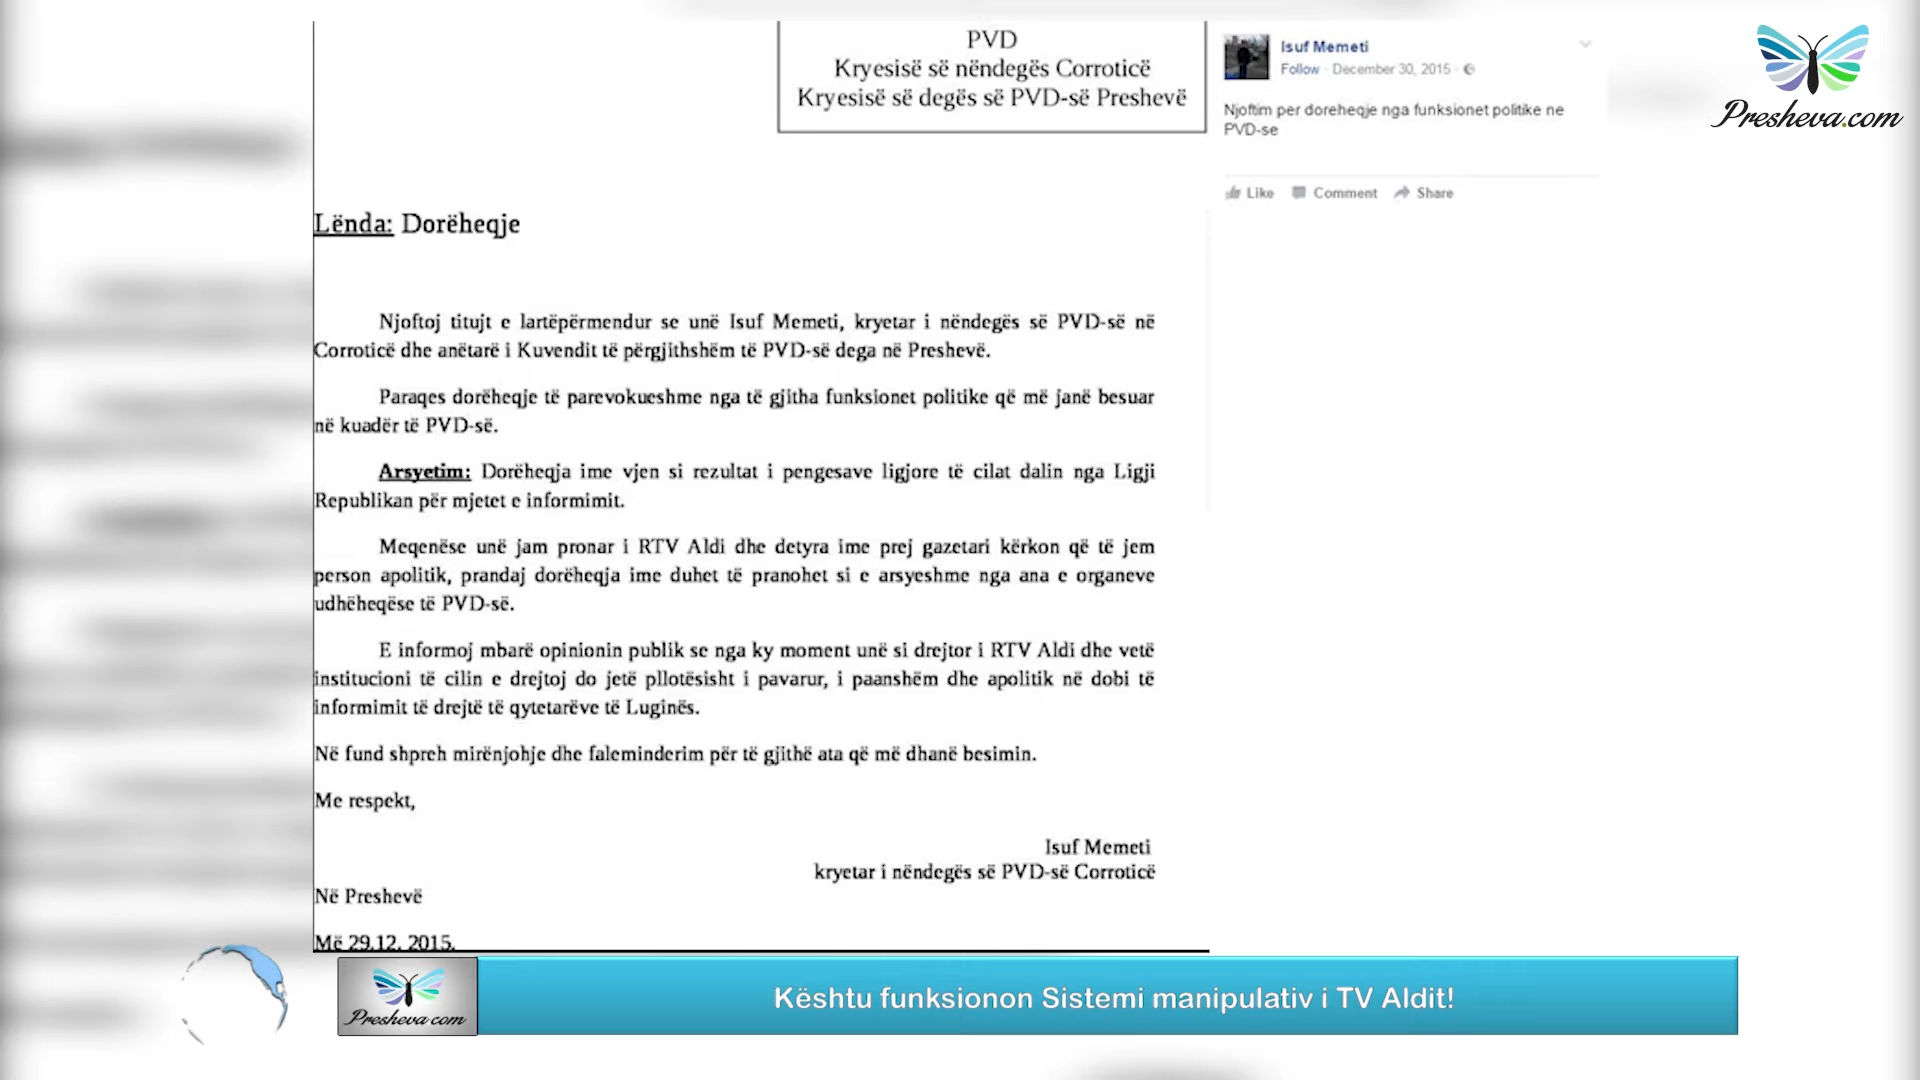 PVD
Kryesisë së nëndegës Corroticë
Kryesisë së degës së PVD-së Preshevë
Isuf Memeti
Follow · December 30, 2015 ·
Njoftim per doreheqje nga funksionet politike ne
PVD-se
Like Comment Share
Presheva.com
Lënda: Dorëheqje
Njoftoj titujt e lartëpërmendur se unë Isuf Memeti, kryetar i nëndegës së PVD-së në
Corroticë dhe anëtarë i Kuvendit të përgjithshëm të PVD-së dega në Preshevë.
Paraqes dorëheqje të parevokueshme nga të gjitha funksionet politike që më janë besuar
në kuadër të PVD-së.
Arsyetim: Dorëheqja ime vjen si rezultat i pengesave ligjore të cilat dalin nga Ligji
Republikan për mjetet e informimit.
Meqenëse unë jam pronar i RTV Aldi dhe detyra ime prej gazetari kërkon që të jem
person apolitik, prandaj dorëheqja ime duhet të pranohet si e arsyeshme nga ana e organeve
udhëheqëse të PVD-së.
E informoj mbarë opinionin publik se nga ky moment unë si drejtor i RTV Aldi dhe vetë
institucioni të cilin e drejtoj do jetë pllotësisht i pavarur, i paanshëm dhe apolitik në dobi të
informimit të drejtë të qytetarëve të Luginës.
Në fund shpreh mirënjohje dhe faleminderim për të gjithë ata që më dhanë besimin.
Me respekt,
Isuf Memeti
kryetar i nëndegës së PVD-së Corroticë
Në Preshevë
Më 29.12. 2015.
Presheva.com
Kështu funksionon Sistemi manipulativ i TV Aldit!